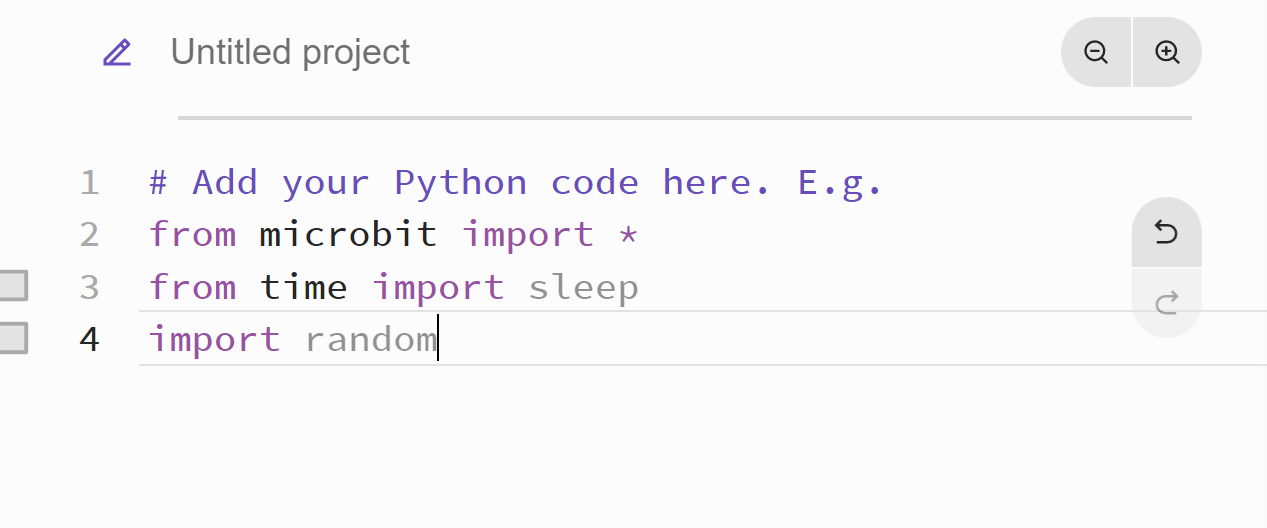 Untitled project
1 # Add your Python code here. E.g.
2 from microbit import *
3 from time import sleep
4 import random